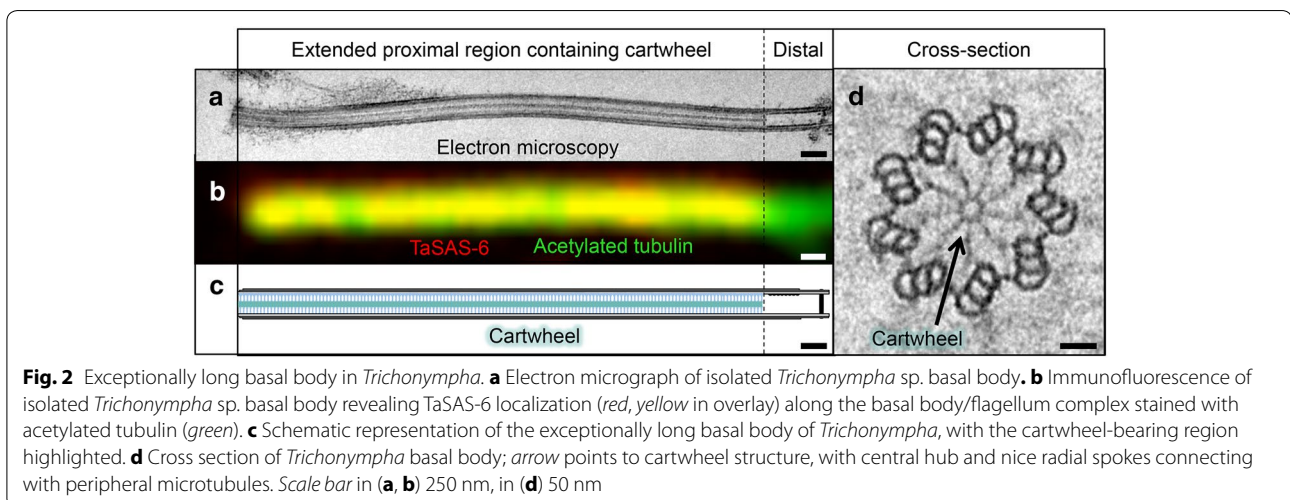 Extended proximal region containing cartwheel Distal Cross-section
a
Electron microscopy
b
TaSAS-6 Acetylated tubulin
c
Cartwheel
d
Cartwheel
Fig. 2 Exceptionally long basal body in Trichonympha. a Electron micrograph of isolated Trichonympha sp. basal body. b Immunofluorescence of
isolated Trichonympha sp. basal body revealing TaSAS-6 localization (red, yellow in overlay) along the basal body/flagellum complex stained with
acetylated tubulin (green). c Schematic representation of the exceptionally long basal body of Trichonympha, with the cartwheel-bearing region
highlighted. d Cross section of Trichonympha basal body; arrow points to cartwheel structure, with central hub and nice radial spokes connecting
with peripheral microtubules. Scale bar in (a, b) 250 nm, in (d) 50 nm